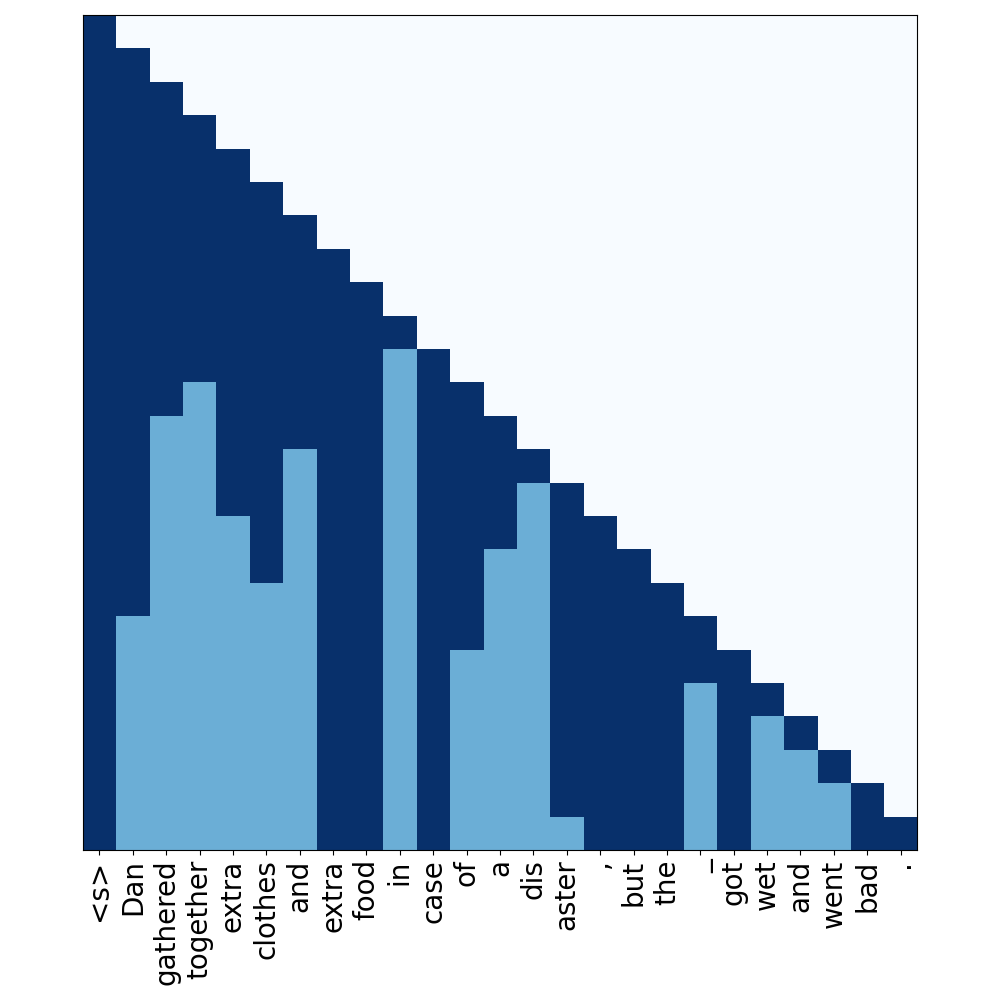 <s> Dan gathered together extra clothes and extra food in case of a dis aster , but the _ got wet and went bad .